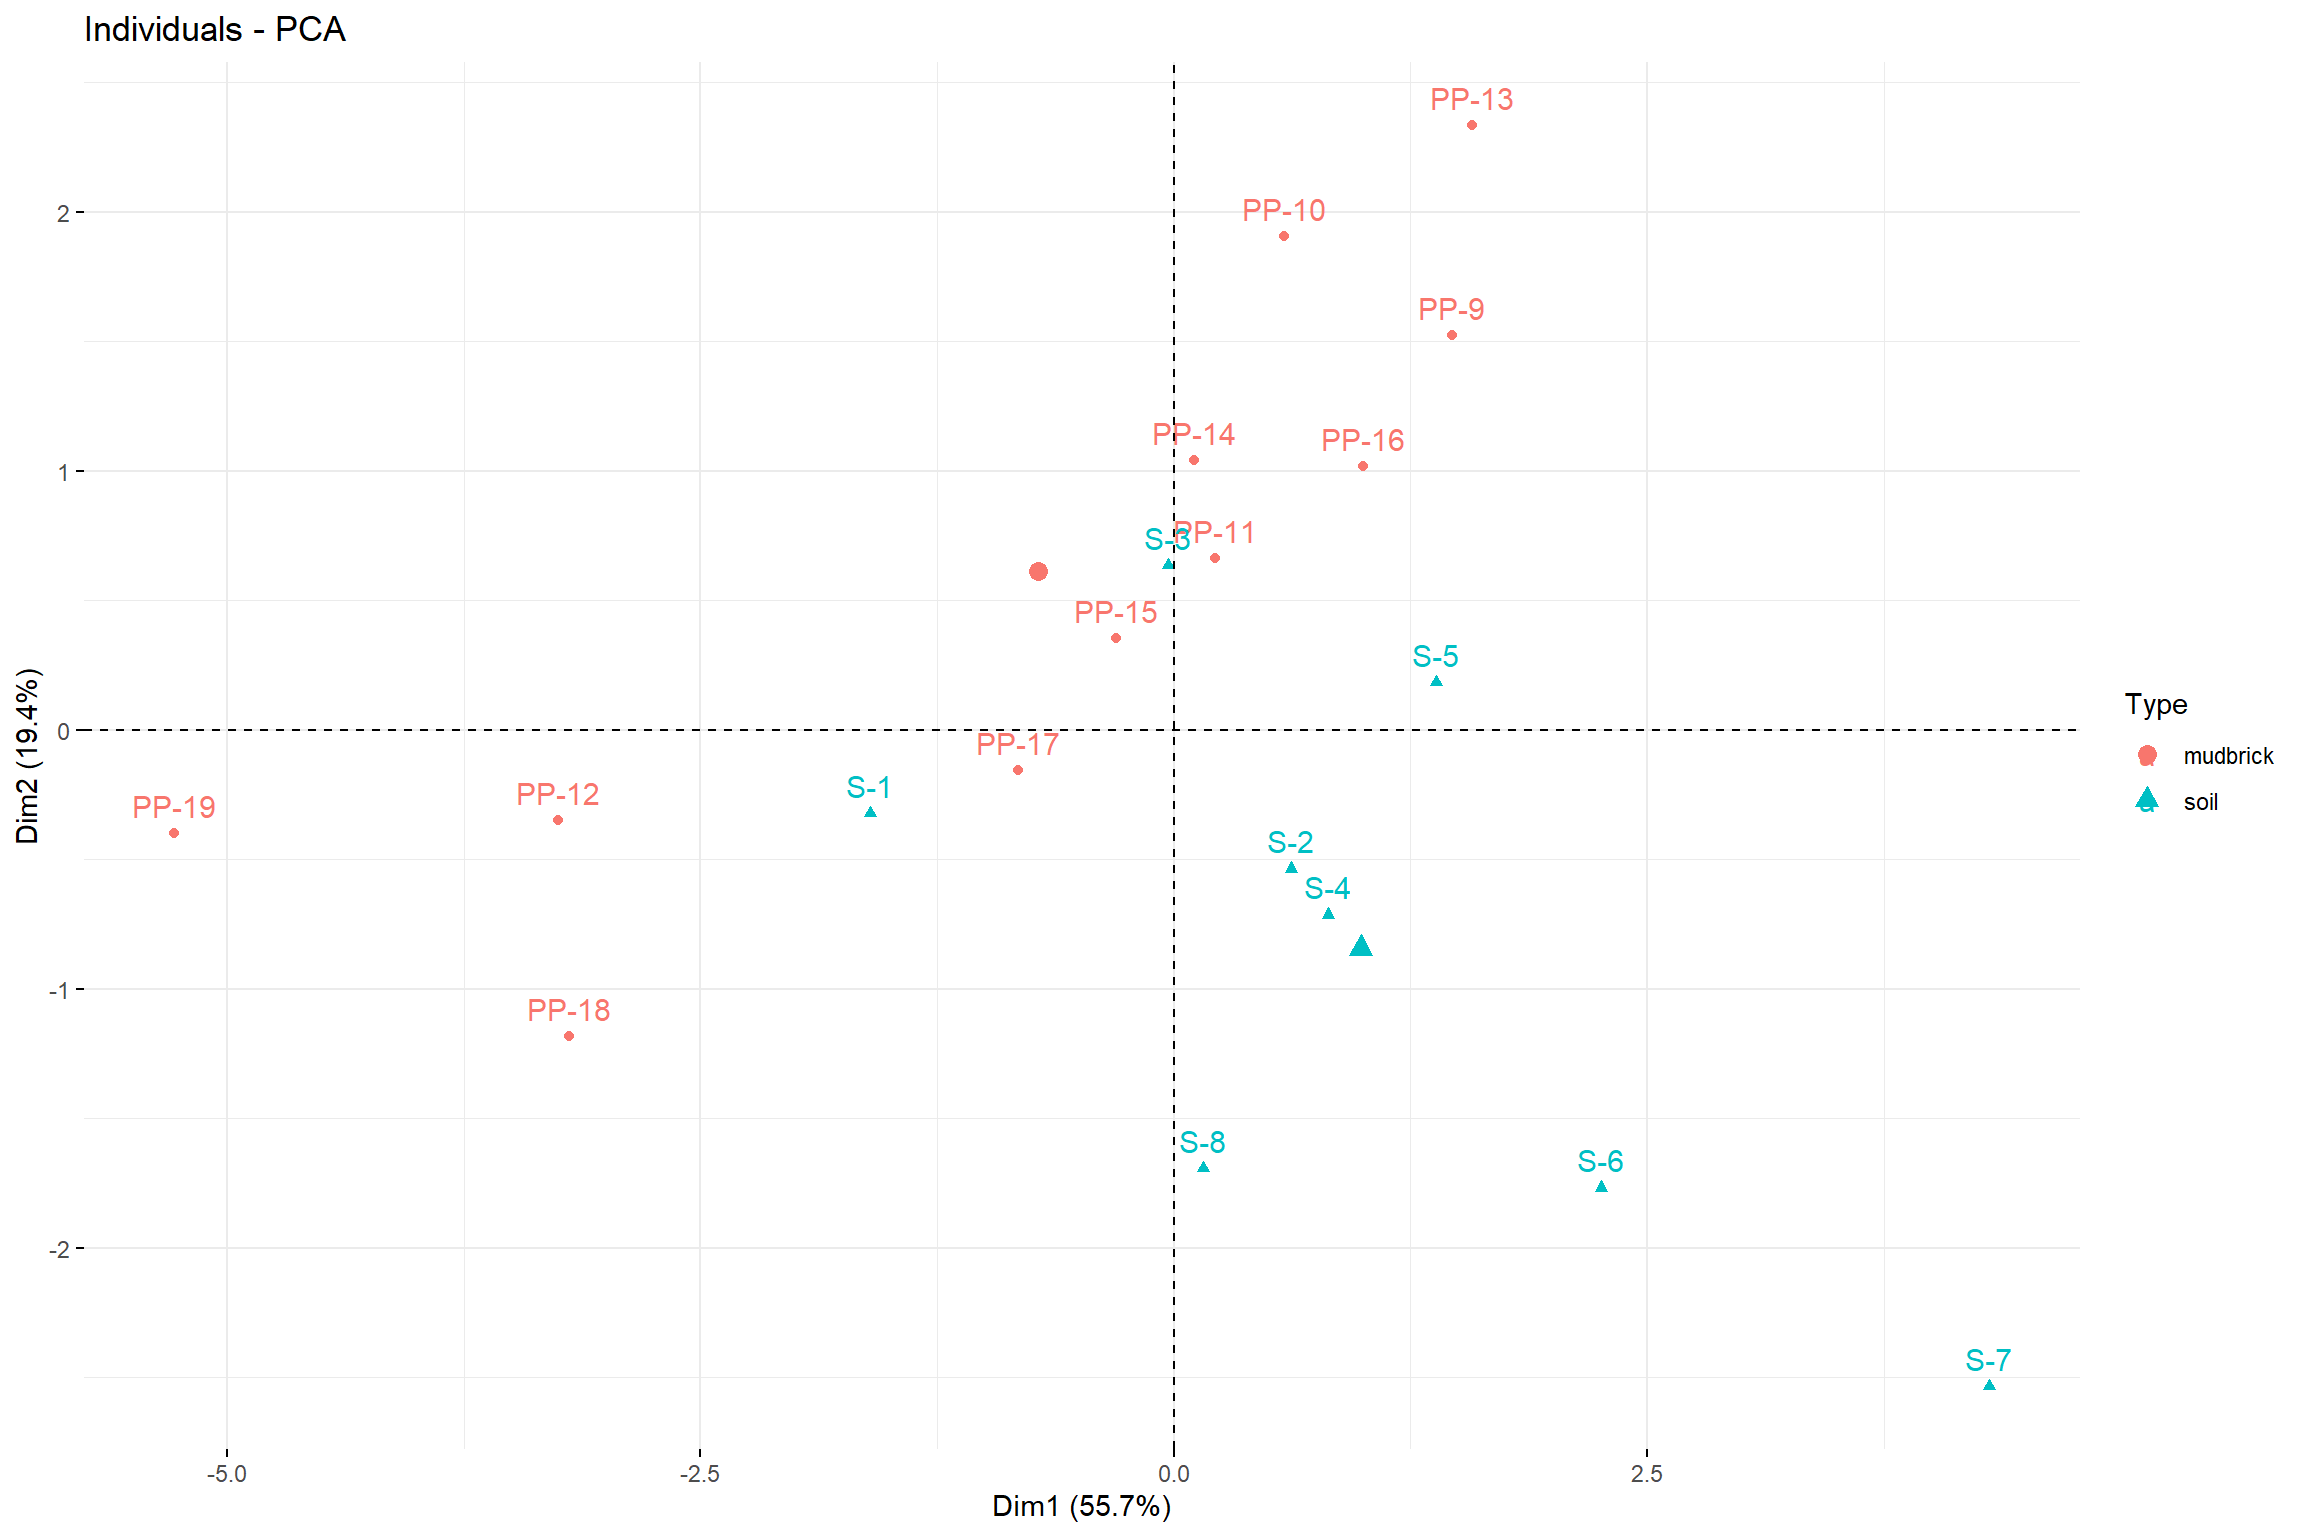 Individuals - PCA
PP-13
2
PP-10
PP-9
1
PP-14
PP-16
S-3
PP-11
PP-15
S-5
Dim2 (19.4%)
0
PP-17
PP-19
PP-12
S-1
S-2
S-4
-1
PP-18
S-8
S-6
-2
S-7
-5.0
-2.5
0.0
2.5
Dim1 (55.7%)
Type
a mudbrick
a soil